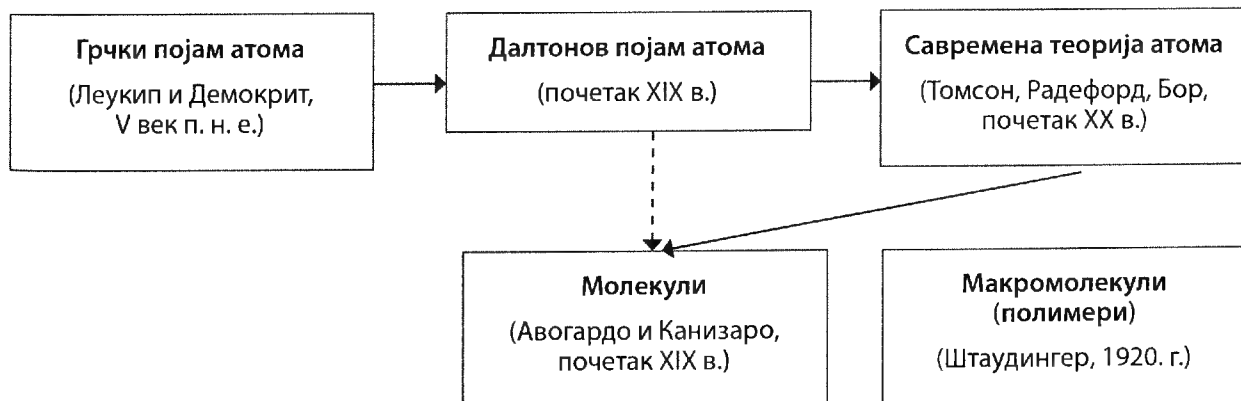 Грчки појам атома
(Леукип и Демокрит,
V век п. н. е.)
Далтонов појам атома
(почетак XIX в.)
Савремена теорија атома
(Томсон, Радефорд, Бор,
почетак XX в.)
Молекули
(Авогардо и Канизаро,
почетак XIX в.)
Макромолекули
(полимери)
(Штаудингер, 1920. г.)